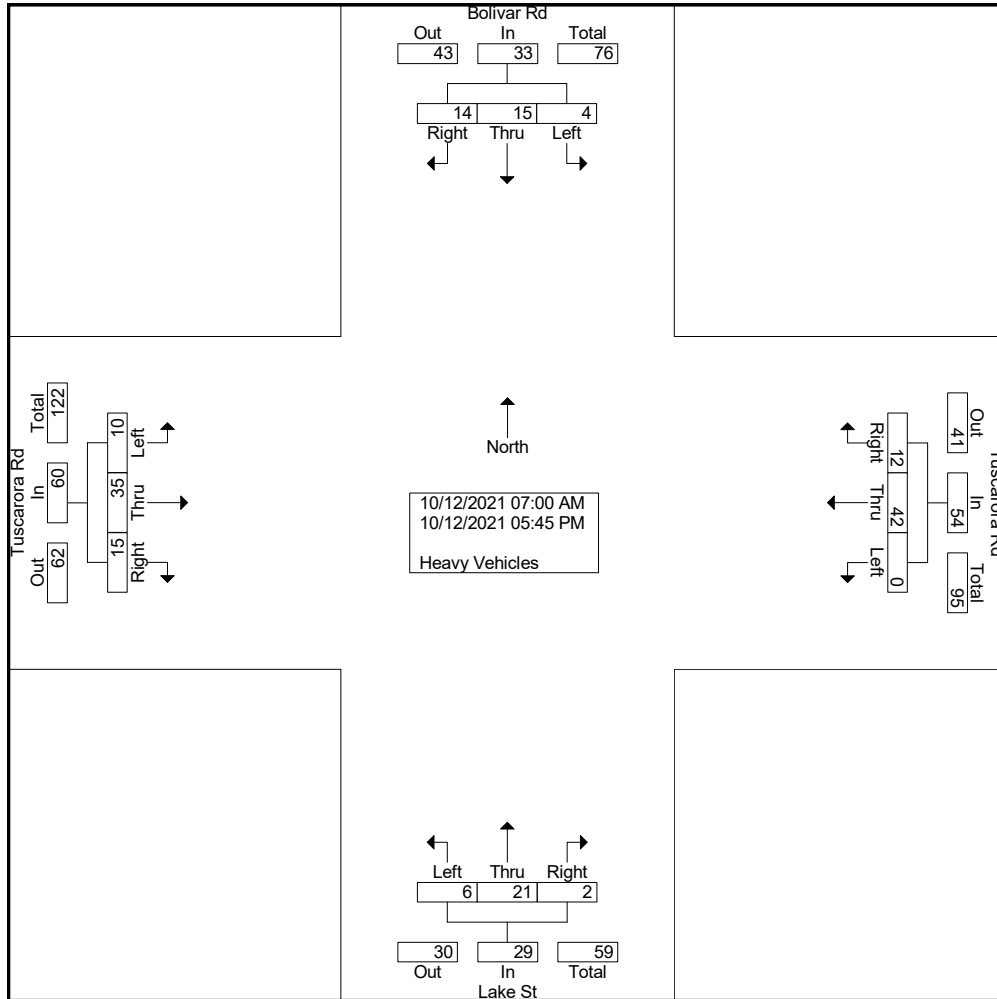 Bolivar Rd
Out In Total
43 33 76
14 15 4
Right Thru Left
Tuscarora Rd
Total In Out
122 60 62
10 35 15
Left Thru Right
North
10/12/2021 07:00 AM
10/12/2021 05:45 PM
Heavy Vehicles
Right Thru Left
12 42 0
Out In Total
41 54 95
Tuscarora Rd
Left Thru Right
6 21 2
30 29 59
Out In Total
Lake St